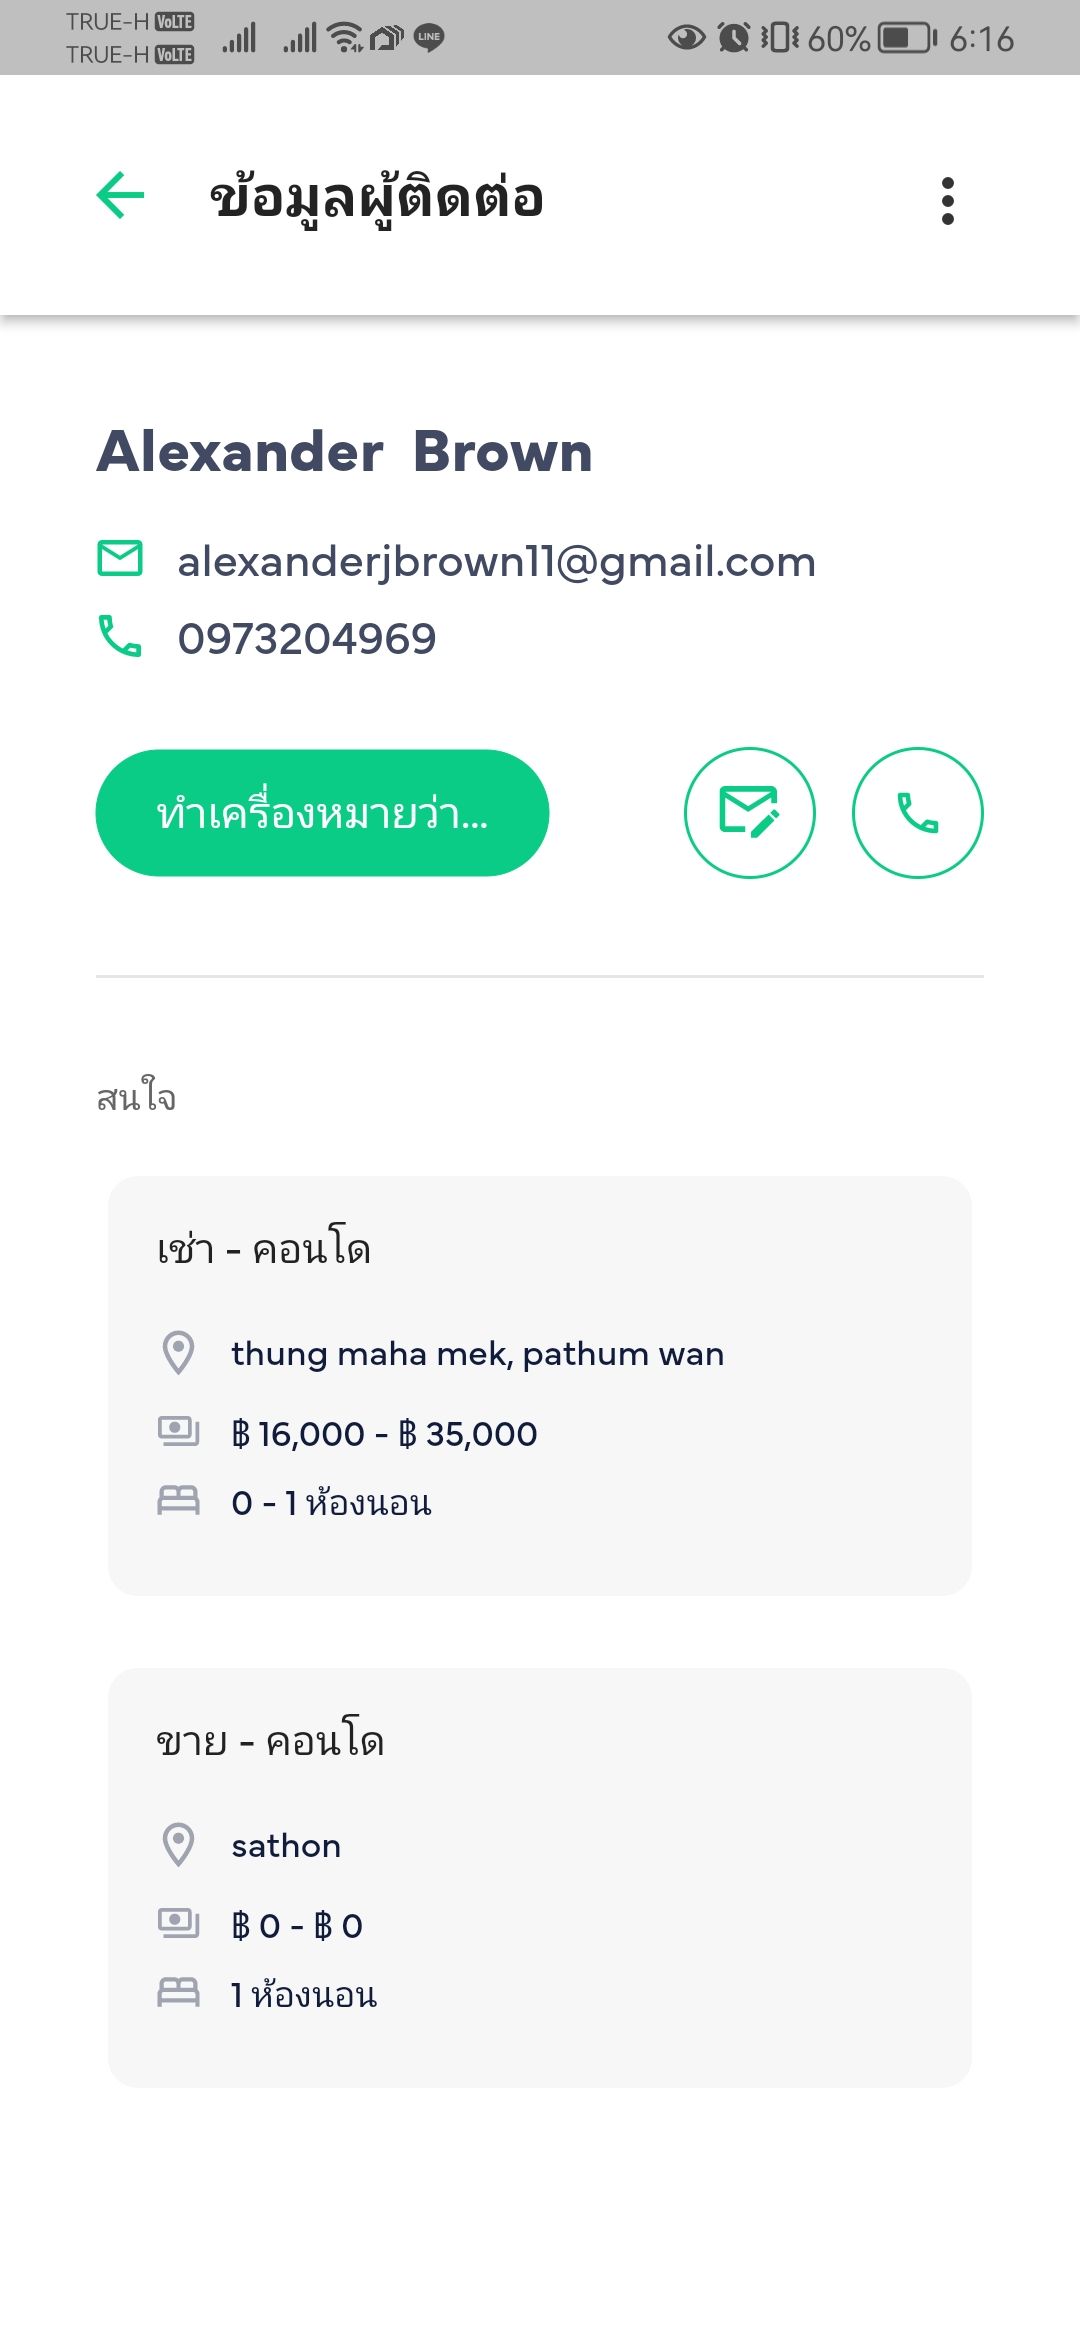 TRUE-H VoLTE
TRUE-H VoLTE
LINE
60%
6:16
ข้อมูลผู้ติดต่อ
Alexander Brown
alexanderjbrown11@gmail.com
0973204969
ทำเครื่องหมายว่า...
สนใจ
เช่า - คอนโด
thung maha mek, pathum wan
฿ 16,000 - ฿ 35,000
0 - 1 ห้องนอน
ขาย - คอนโด
sathon
฿ 0 - ฿ 0
1 ห้องนอน